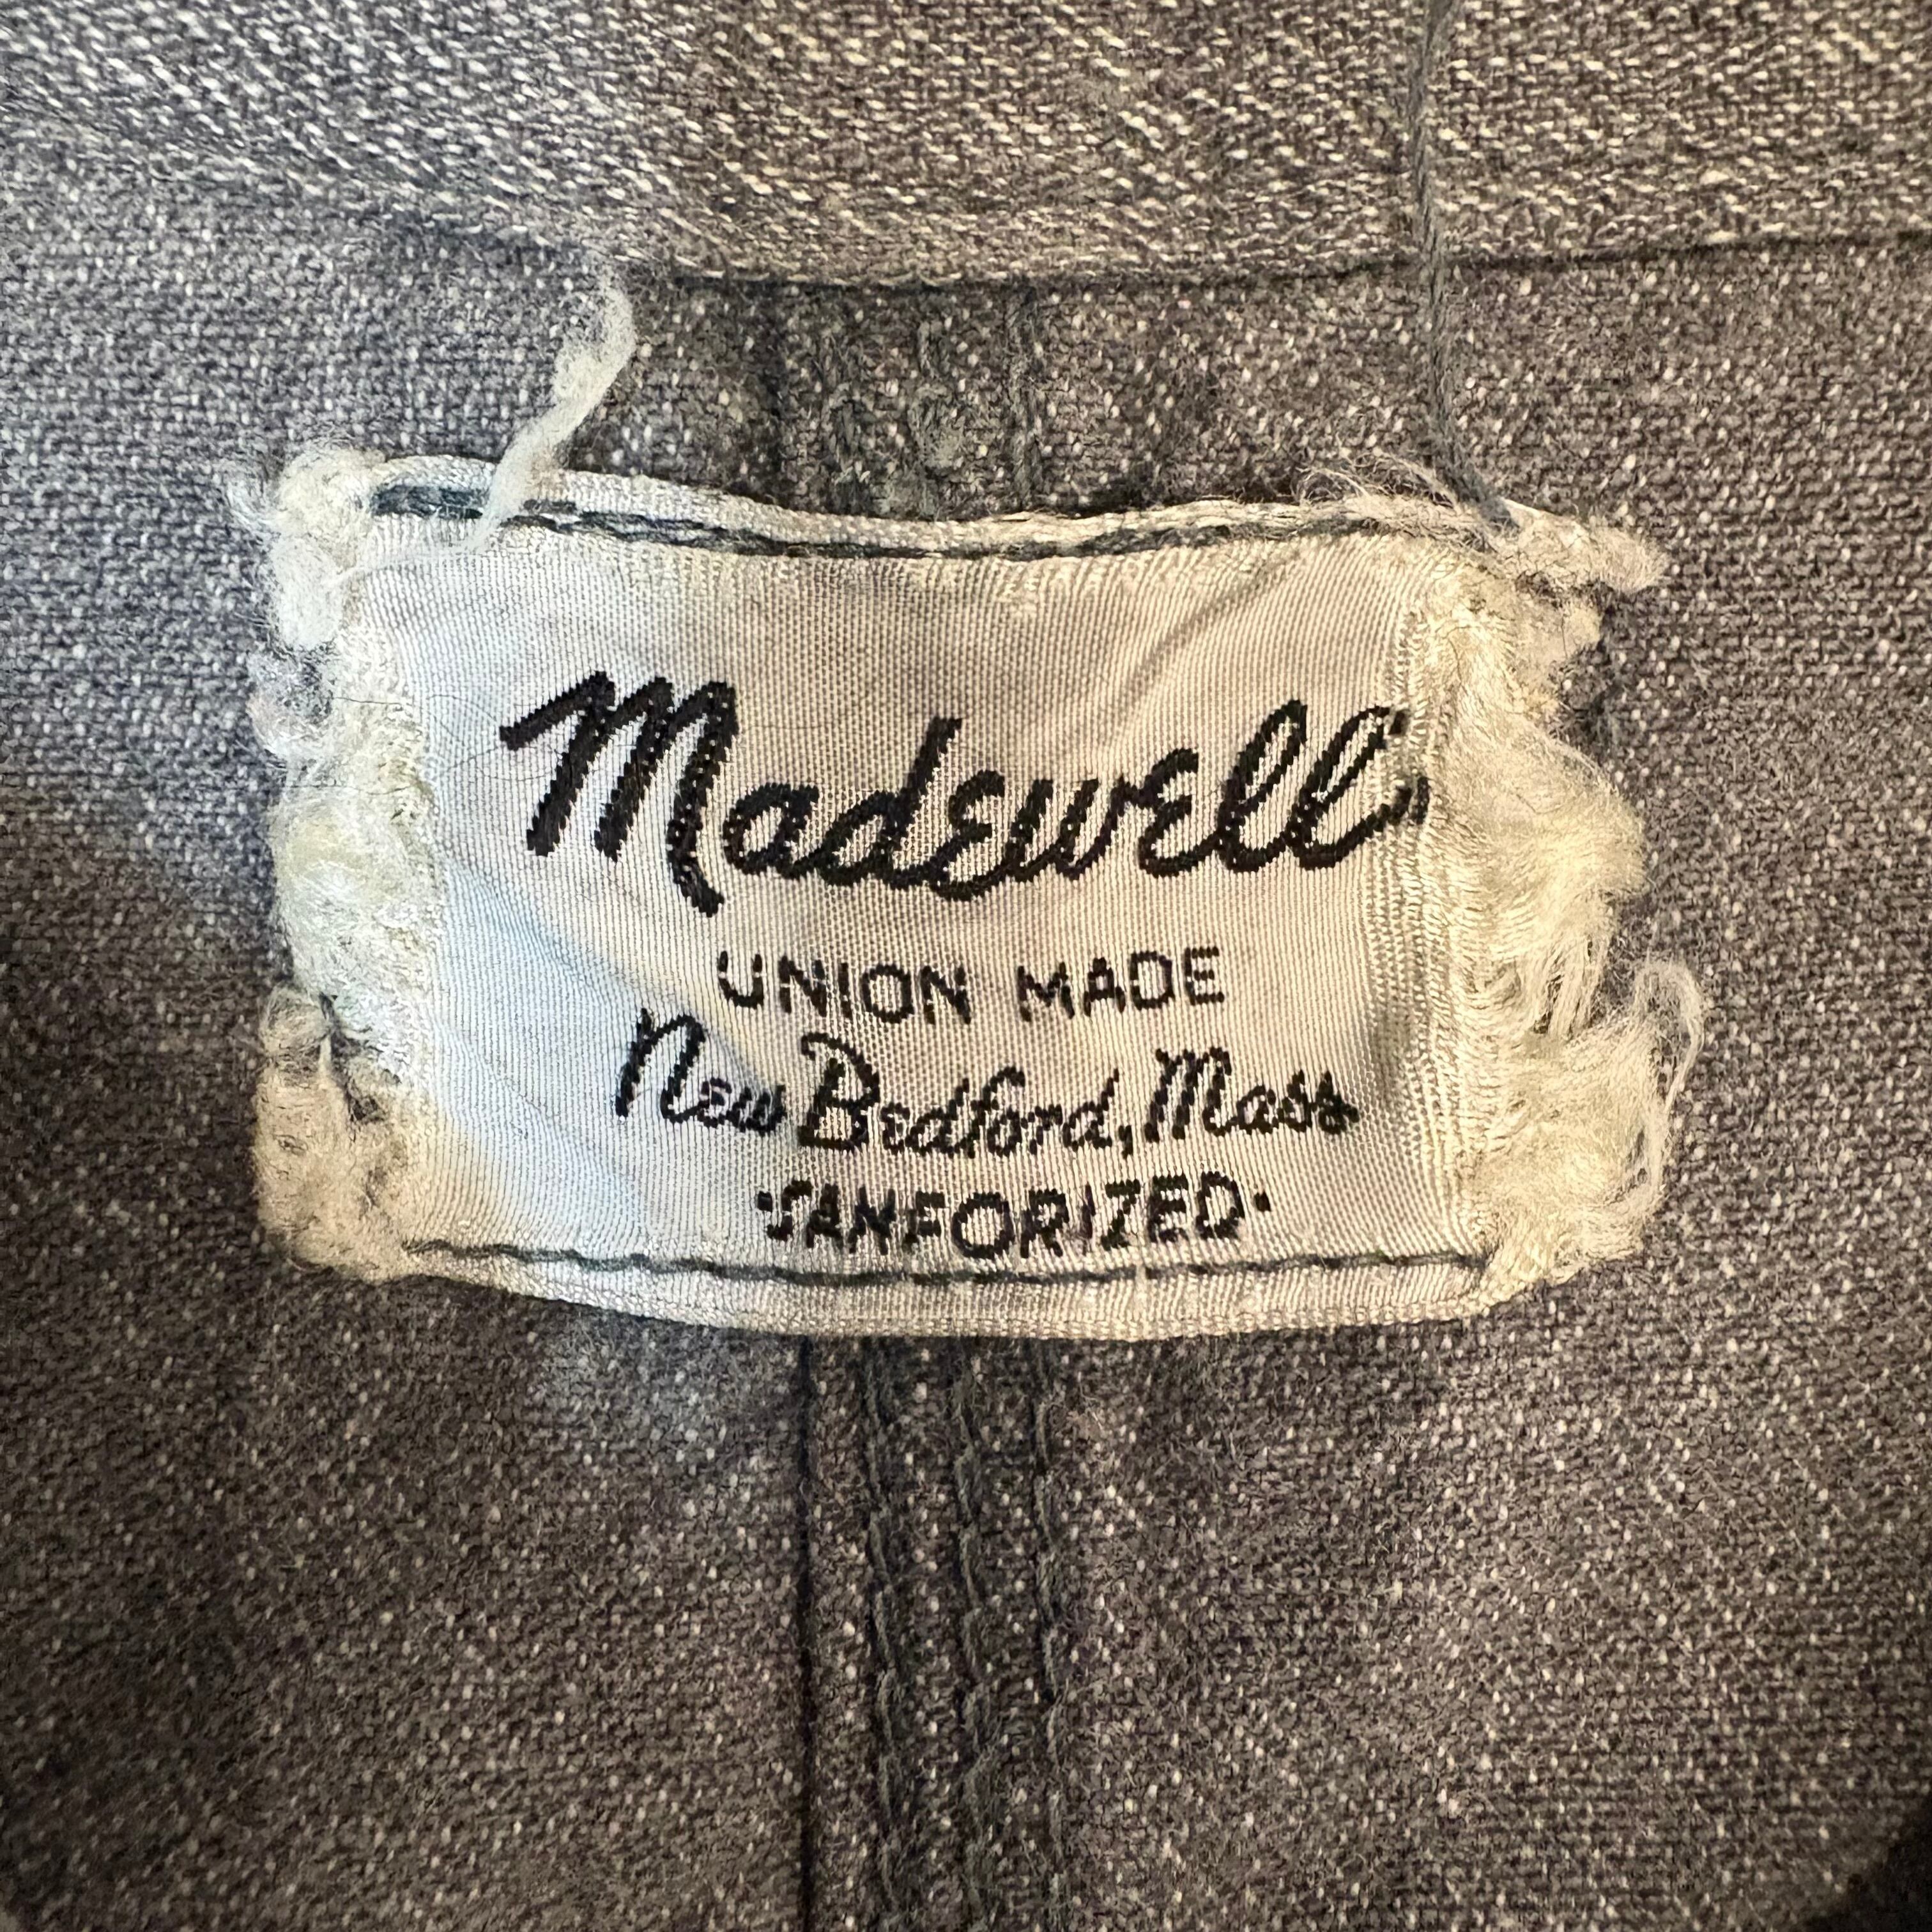 Madewell
UNION MADE
New Bedford, Mass
·SANFORIZED·